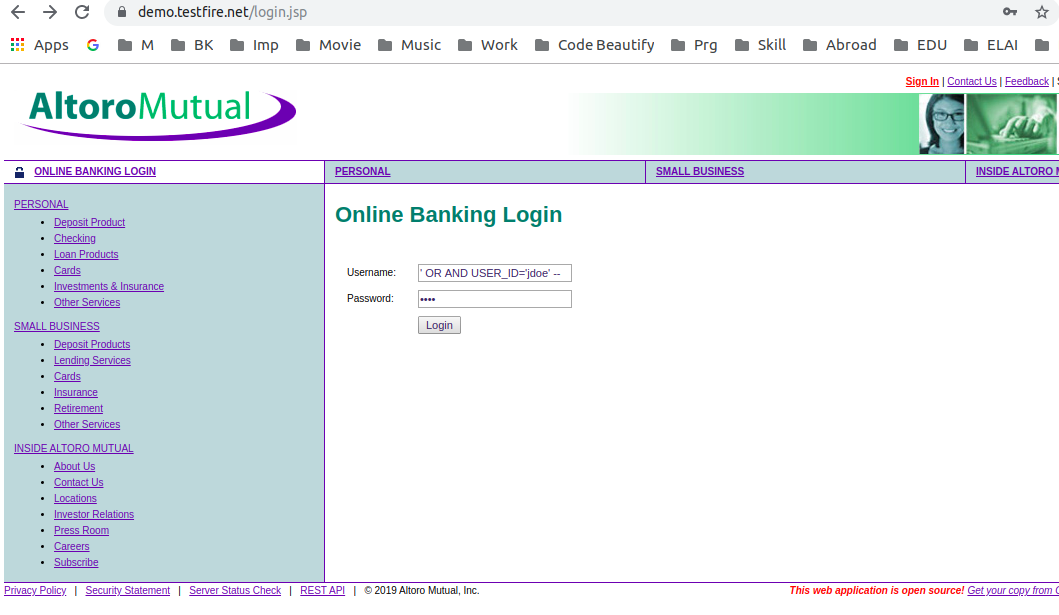 demo.testfire.net/login.jsp
Apps M BK Imp Movie Music Work Code Beautify Prg Skill Abroad EDU ELAI
Sign In | Contact Us | Feedback |
AltoroMutual
ONLINE BANKING LOGIN PERSONAL SMALL BUSINESS INSIDE ALTORO
PERSONAL
Deposit Product
Checking
Loan Products
Cards
Investments & Insurance
Other Services
SMALL BUSINESS
Deposit Products
Lending Services
Cards
Insurance
Retirement
Other Services
INSIDE ALTORO MUTUAL
About Us
Contact Us
Locations
Investor Relations
Press Room
Careers
Subscribe
Online Banking Login
Username: ' OR AND USER_ID='jdoe' --
Password: ••••
Login
Privacy Policy | Security Statement | Server Status Check | REST API | © 2019 Altoro Mutual, Inc.
This web application is open source! Get your copy from